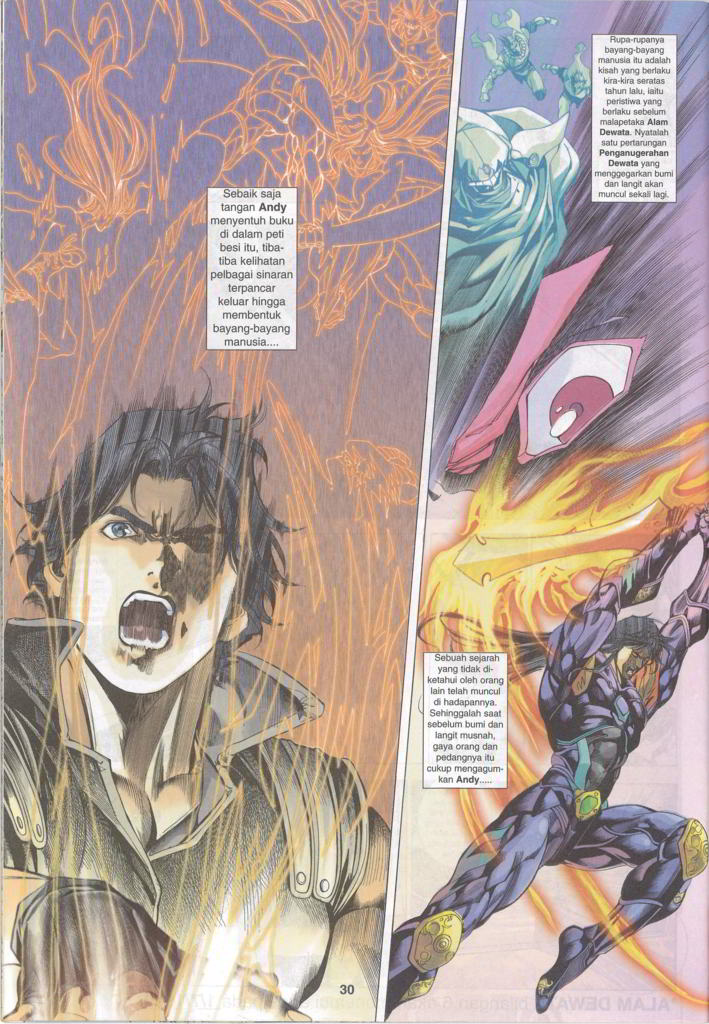 Sebaik saja
tangan Andy
menyentuh buku
di dalam peti
besi itu, tiba-
tiba kelihatan
pelbagai sinaran
terpancar
keluar hingga
membentuk
bayang-bayang
manusia....
Rupa-rupanya
bayang-bayang
manusia itu adalah
kisah yang berlaku
kira-kira seratas
tahun lalu, iaitu
peristiwa yang
berlaku sebelum
malapetaka Alam
Dewata. Nyatalah
satu pertarungan
Penganugerahan
Dewata yang
menggegarkan bumi
dan langit akan
muncul sekali lagi.
Sebuah sejarah
yang tidak di-
ketahui oleh orang
lain telah muncul
di hadapannya.
Sehinggalah saat
sebelum bumi dan
langit musnah,
gaya orang dan
pedangnya itu
cukup mengagum-
kan Andy.....
30